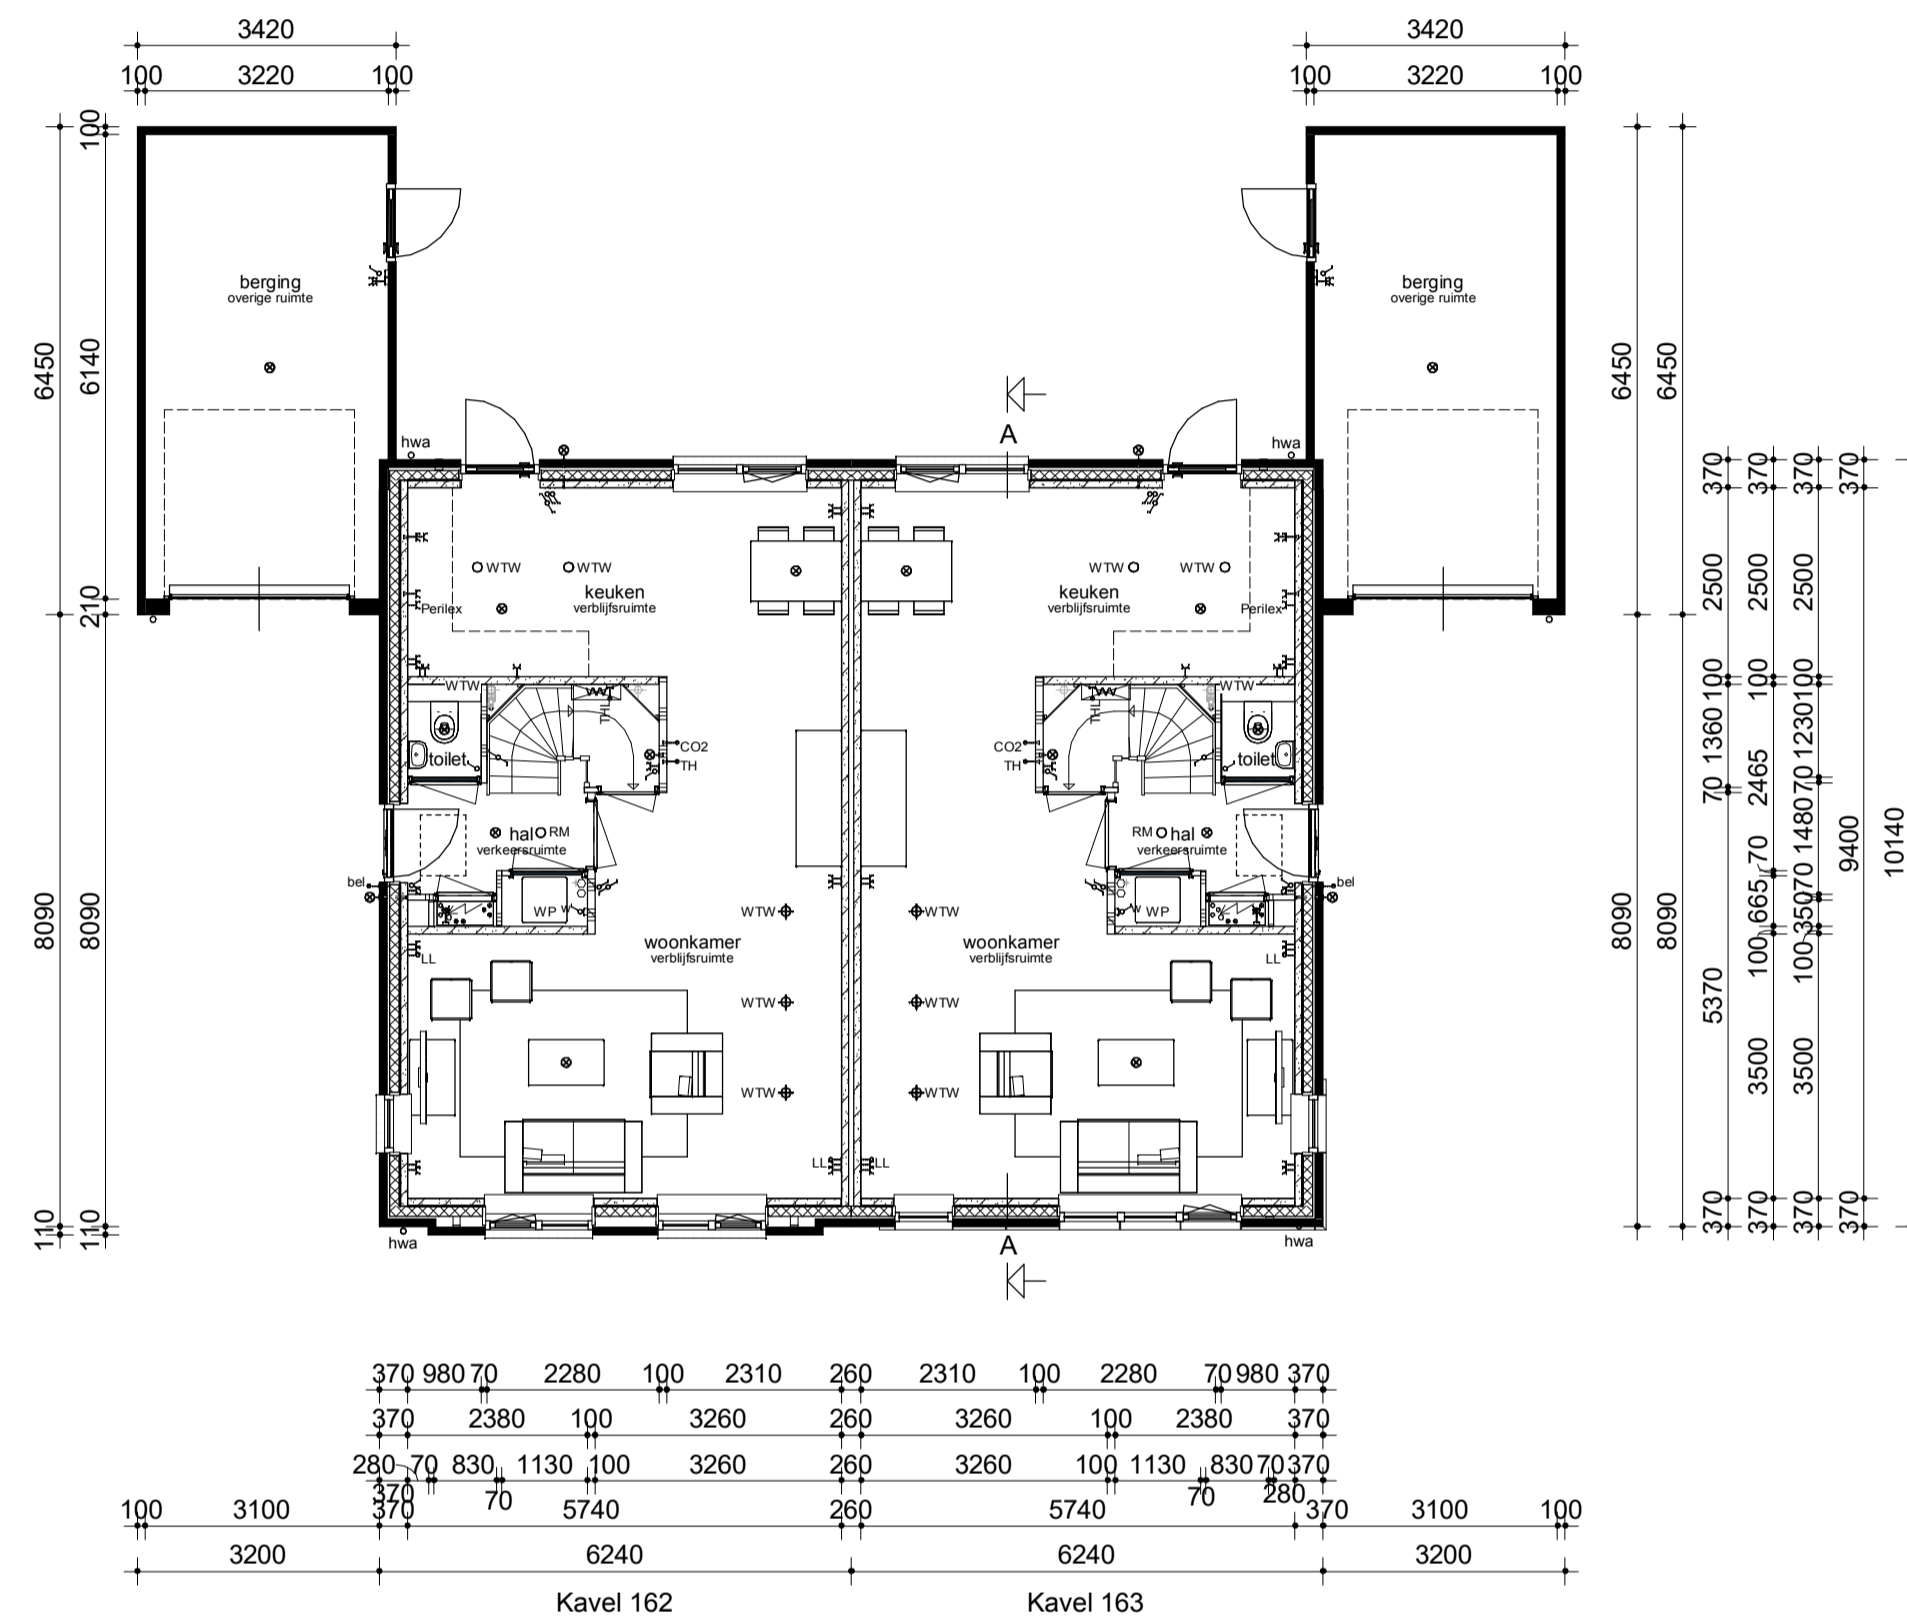 3420
3420
100 3220 100
100 3220 100
100
6450
6140
210
8090
8090
110
110
berging
overige ruimte
berging
overige ruimte
6450
6450
8090
8090
A
hwa
hwa
WTW
WTW
WTW
WTW
keuken
verblijfsruimte
keuken
verblijfsruimte
Perilex
Perilex
WTW
WTW
toilet
toilet
CO2
TH
CO2
TH
hal RM
verkeersruimte
RM hal
verkeersruimte
bel
bel
WP
WP
WTW
WTW
woonkamer
verblijfsruimte
woonkamer
verblijfsruimte
LL
LL
WTW
WTW
WTW
WTW
LL
LL
hwa
A
hwa
370 2500 100 1360 70 5370 370
370 2500 100 2465 70 665 100 3500 370
370 2500 100 1230 70 1480 70 350 70 100 3500 370
370 9400 370
10140
370 980 70 2280 100 2310 260 2310 100 2280 70 980 370
370 2380 100 3260 260 3260 100 2380 370
280 70 830 1130 100 3260 260 3260 100 1130 830 70 370
370 70 70 280
100 3100 370 5740 260 5740 370 3100 100
3200 6240 6240 3200
Kavel 162 Kavel 163